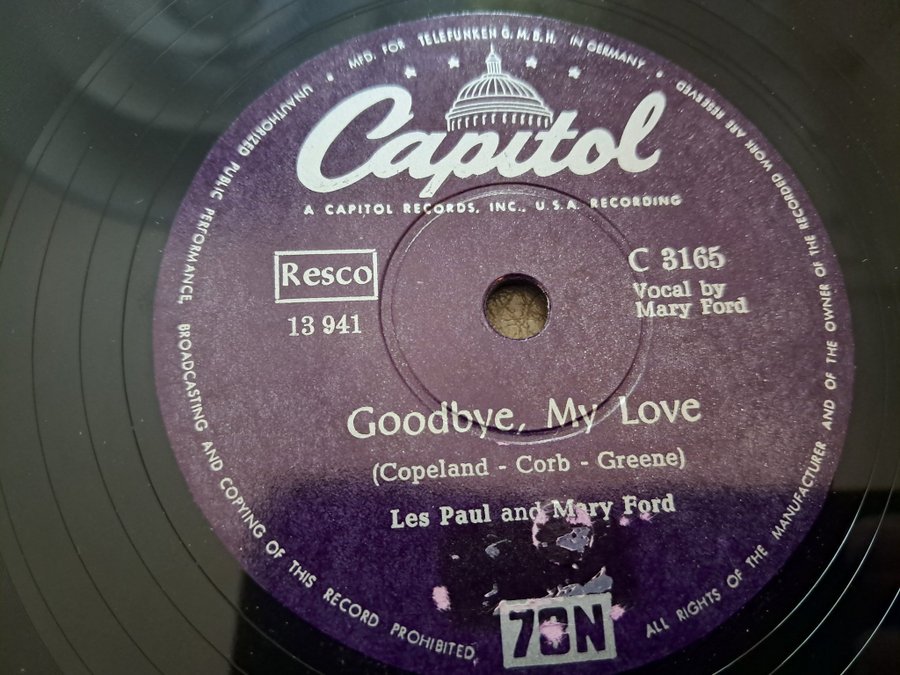 MFD. FOR TELEFUNKEN G.M.B.H. IN GERMANY
Capitol
A CAPITOL RECORDS, INC., U.S.A. RECORDING
Resco
13 941
C 3165
Vocal by
Mary Ford
Goodbye, My Love
(Copeland - Corb - Greene)
Les Paul and Mary Ford
78N
UNAUTHORIZED PUBLIC PERFORMANCE, BROADCASTING AND COPYING OF THIS RECORD PROHIBITED,
ALL RIGHTS OF THE MANUFACTURER AND OF THE OWNER OF THE RECORDED WORK ARE RESERVED